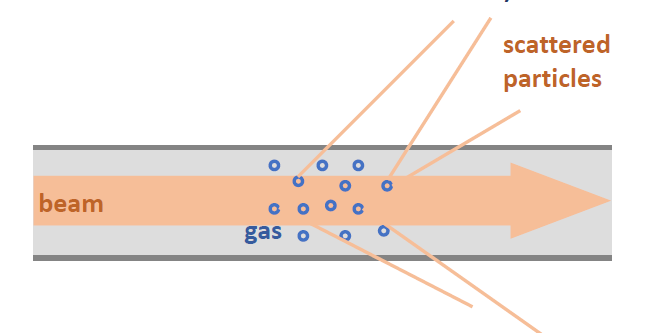 scattered
particles
beam
gas